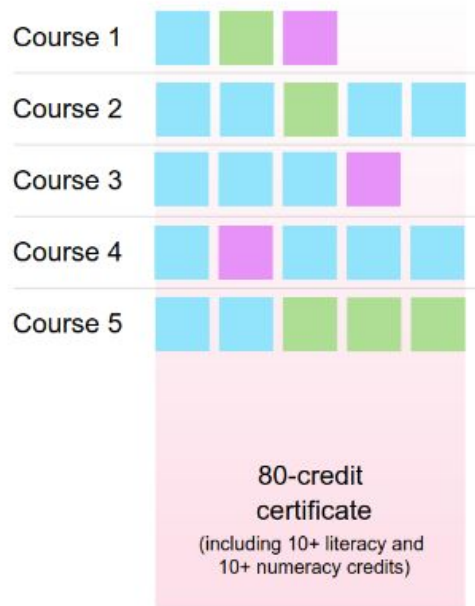 Course 1
Course 2
Course 3
Course 4
Course 5
80-credit
certificate
(including 10+ literacy and
10+ numeracy credits)